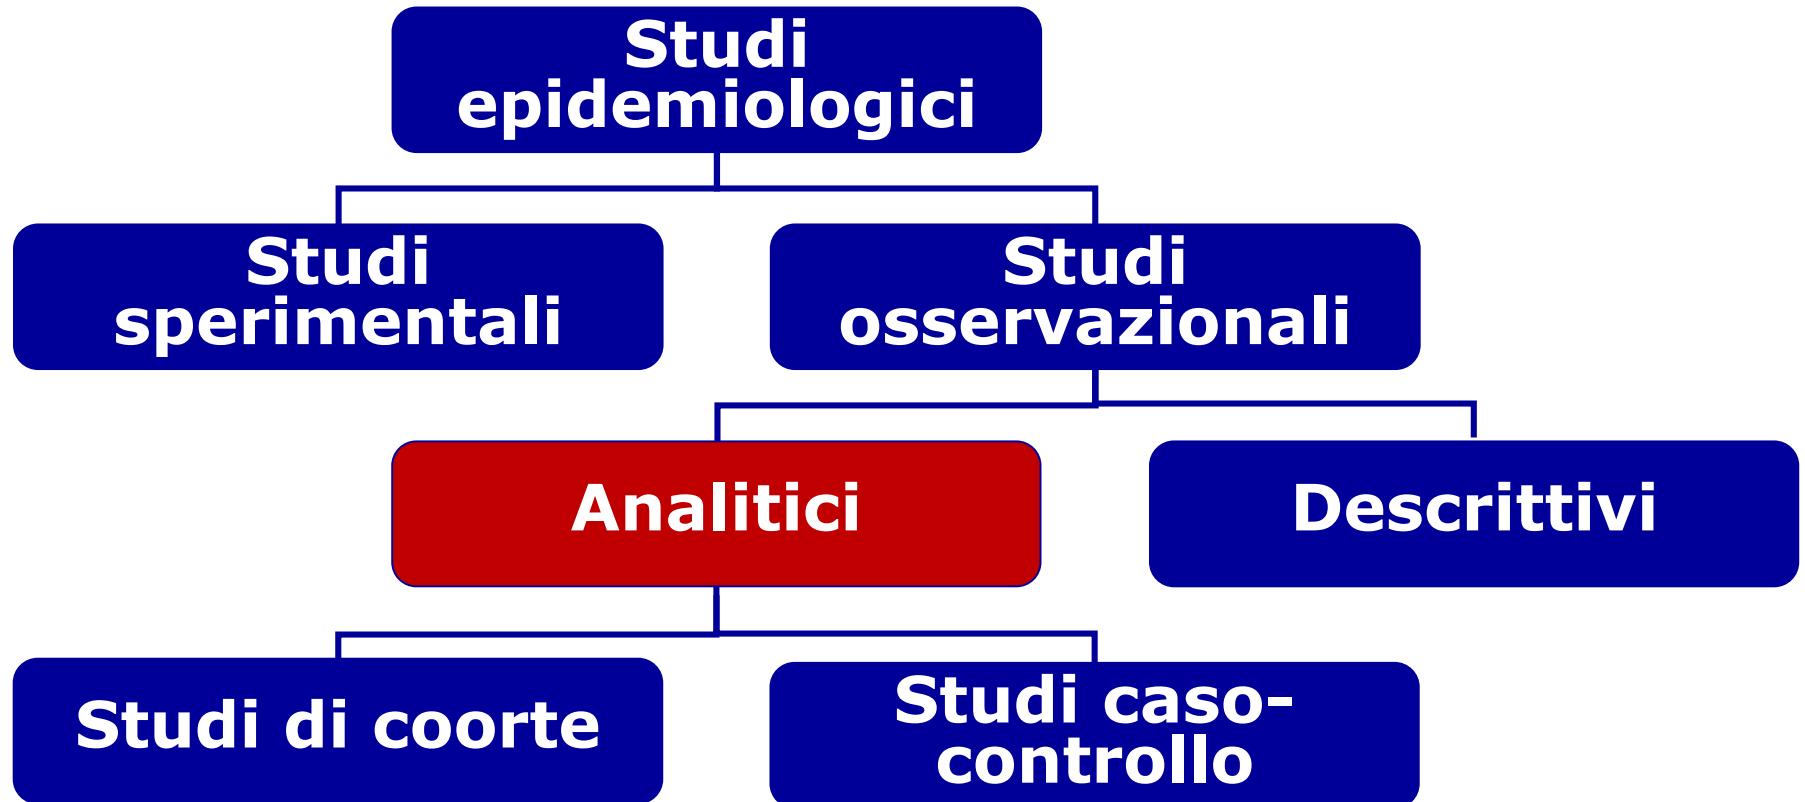 Studi
epidemiologici
Studi
sperimentali
Studi
osservazionali
Analitici
Descrittivi
Studi di coorte
Studi caso-
controllo